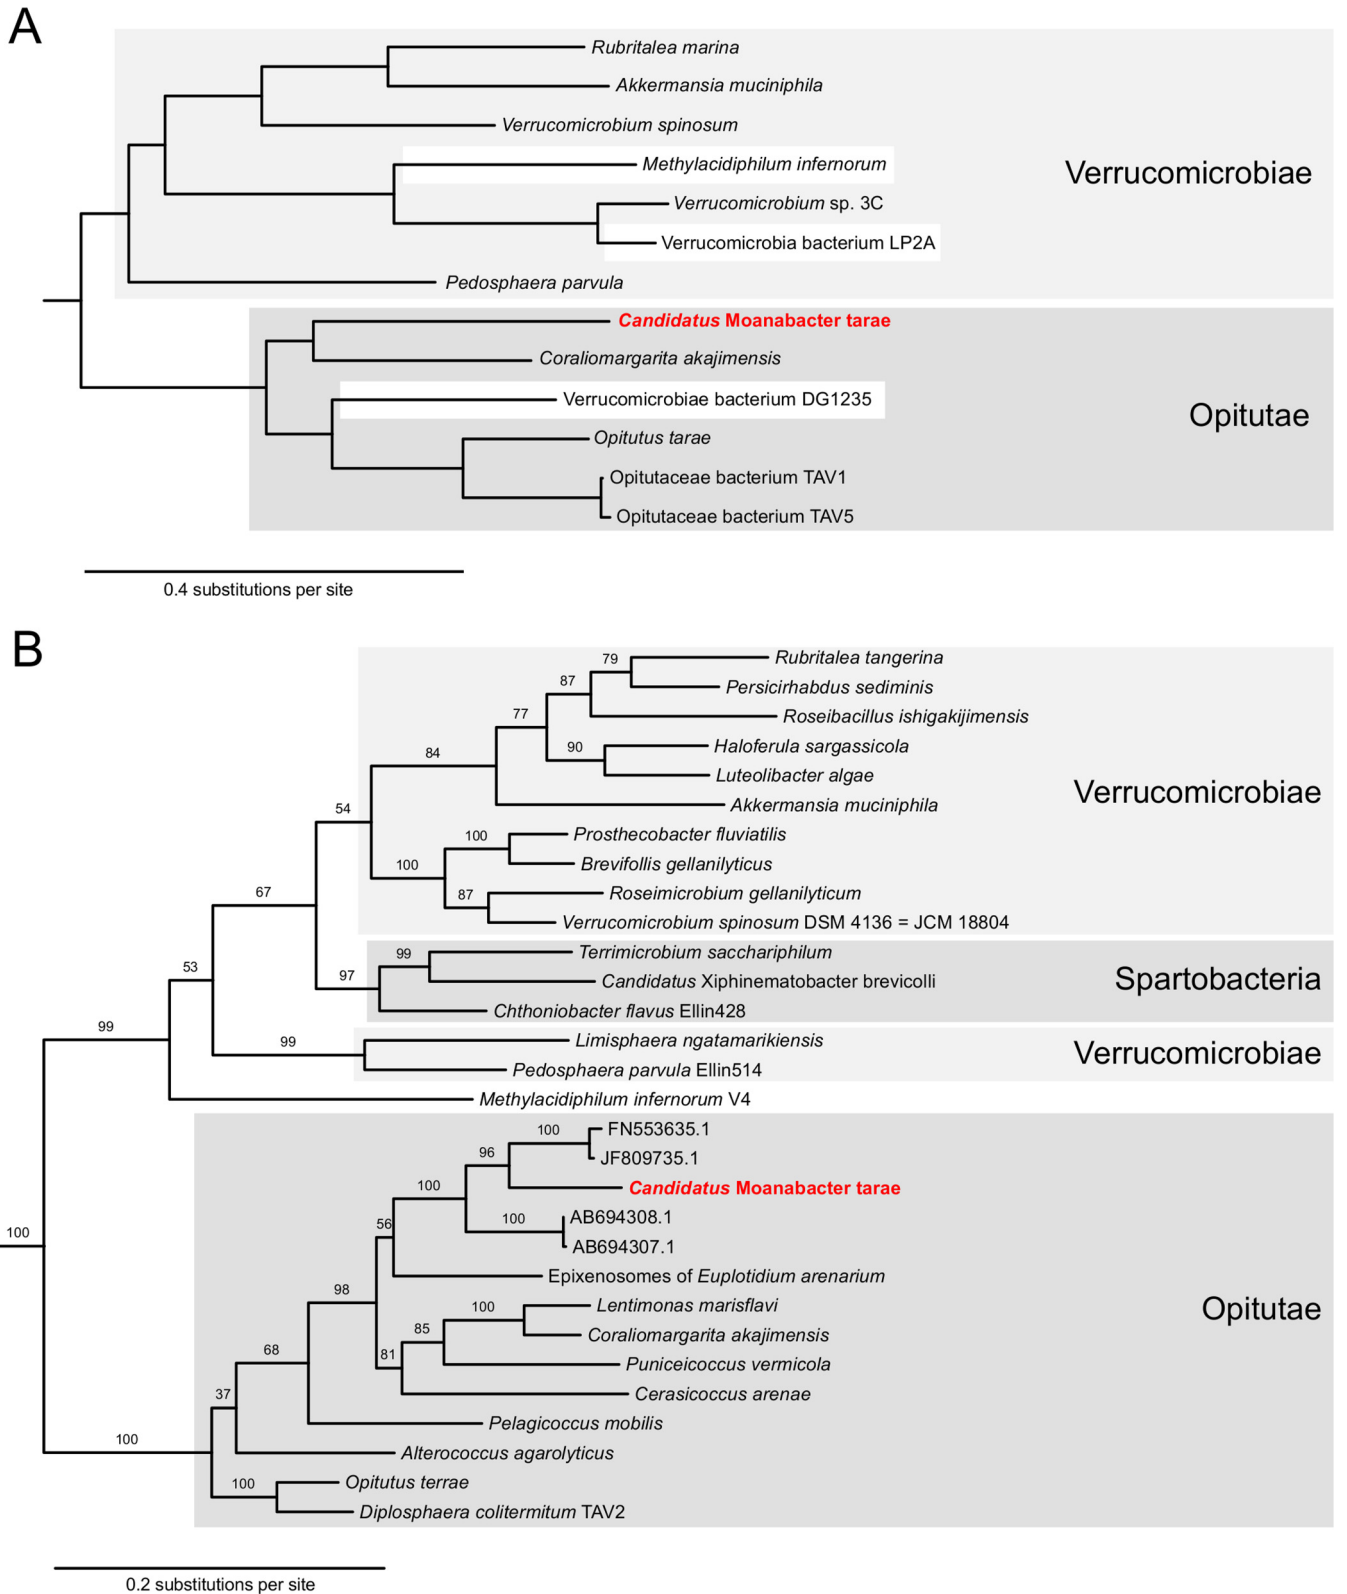 A
Rubritalea marina
Akkermansia muciniphila
Verrucomicrobium spinosum
Methylacidiphilum infernorum
Verrucomicrobiae
Verrucomicrobium sp. 3C
Verrucomicrobia bacterium LP2A
Pedosphaera parvula
Candidatus Moanabacter tarae
Coraliomargarita akajimensis
Verrucomicrobiae bacterium DG1235
Opitutae
Opitutus tarae
Opitutaceae bacterium TAV1
Opitutaceae bacterium TAV5
0.4 substitutions per site
B
79 Rubritalea tangerina
87 Persicirhabdus sediminis
77 Roseibacillus ishigakijimensis
90 Haloferula sargassicola
84 Luteolibacter algae
Verrucomicrobiae
54 Akkermansia muciniphila
100 Prosthecobacter fluviatilis
100 Brevifollis gellanilyticus
67 87 Roseimicrobium gellanilyticum
Verrucomicrobium spinosum DSM 4136 = JCM 18804
99 Terrimicrobium sacchariphilum
53 97 Candidatus Xiphinematobacter brevicolli
Spartobacteria
Chthoniobacter flavus Ellin428
99 99 Limisphaera ngatamarikiensis
Verrucomicrobiae
Pedosphaera parvula Ellin514
Methylacidiphilum infernorum V4
100 FN553635.1
96 JF809735.1
100 Candidatus Moanabacter tarae
100 AB694308.1
100 56 AB694307.1
98 Epixenosomes of Euplotidium arenarium
100 Lentimonas marisflavi
Opitutae
85 Coraliomargarita akajimensis
68 81 Puniceicoccus vermicola
37 Cerasicoccus arenae
Pelagicoccus mobilis
100 Alterococcus agarolyticus
100 Opitutus terrae
Diplosphaera colitermitum TAV2
0.2 substitutions per site